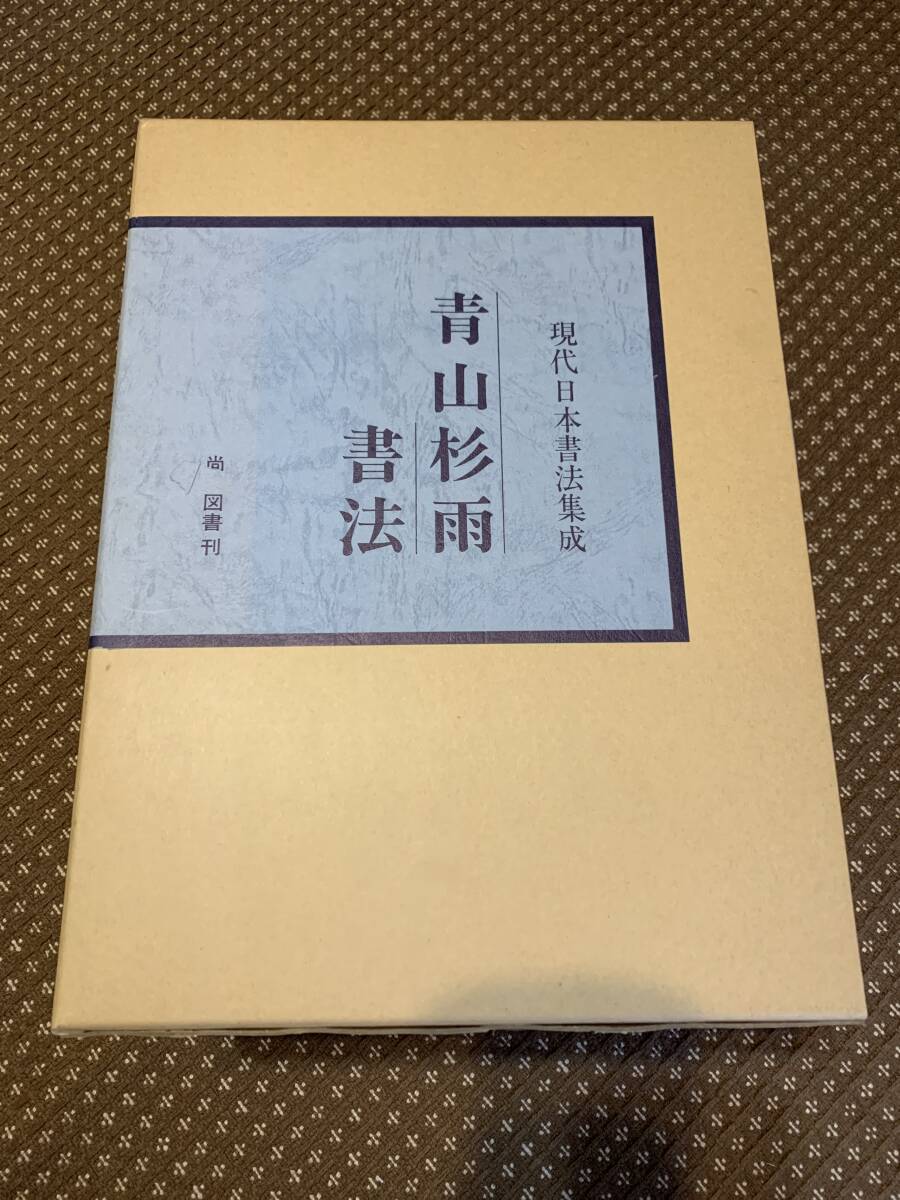 現代日本書法集成
青山杉雨
書法
尚 図書刊